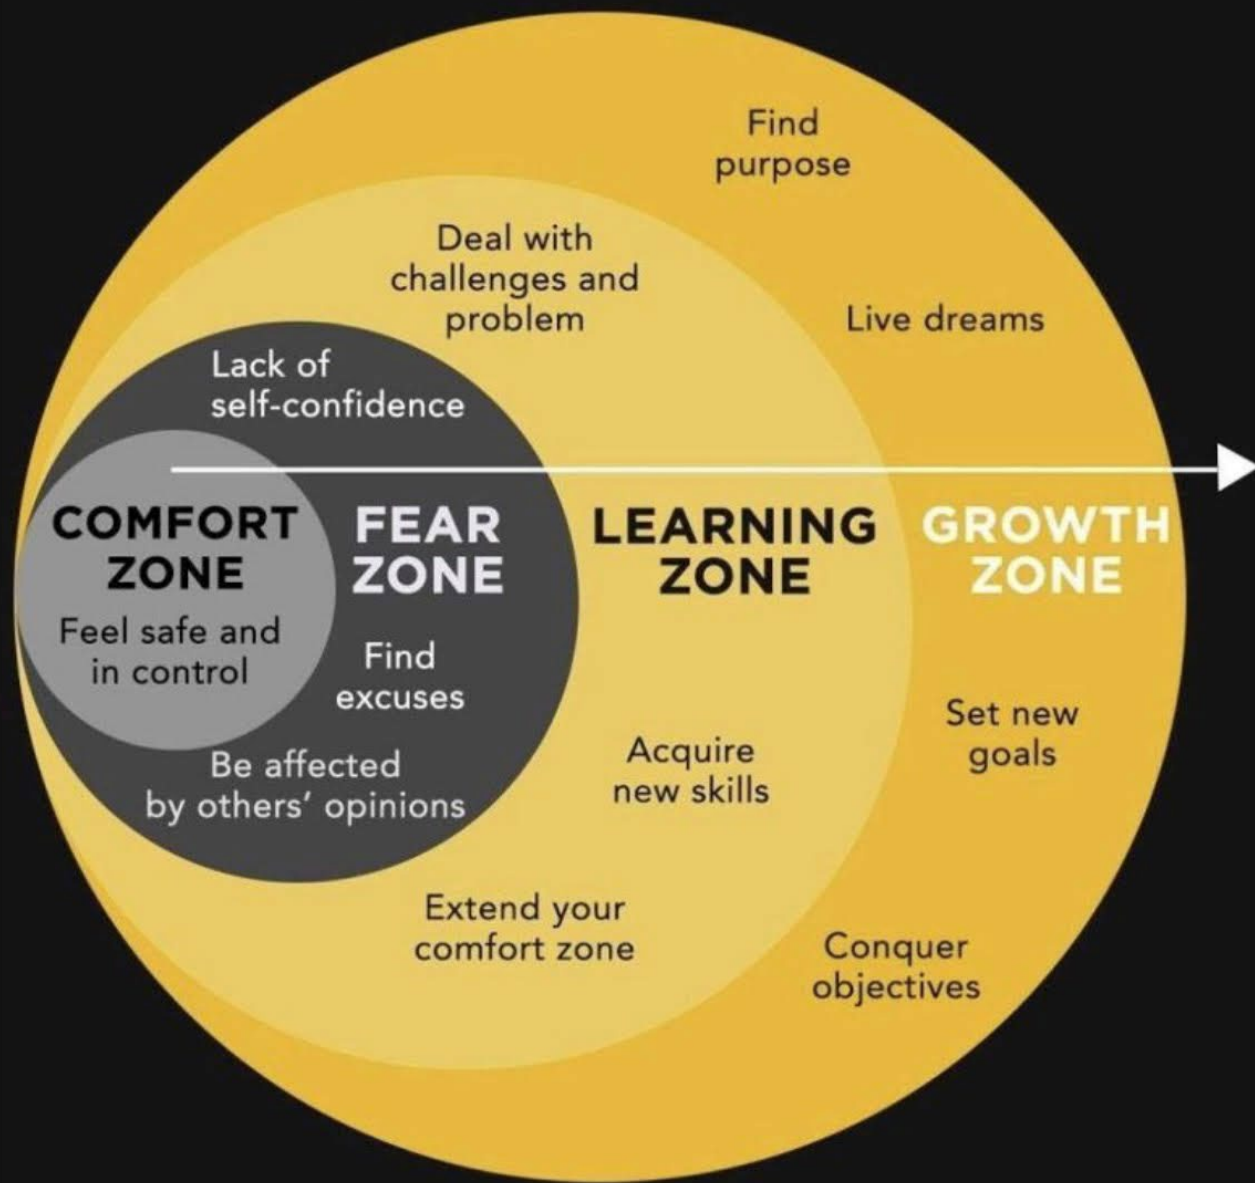 Find
purpose
Deal with
challenges and
problem
Live dreams
Lack of
self-confidence
COMFORT
ZONE
Feel safe and
in control
FEAR
ZONE
Find
excuses
Be affected
by others’ opinions
LEARNING
ZONE
Acquire
new skills
Extend your
comfort zone
GROWTH
ZONE
Set new
goals
Conquer
objectives